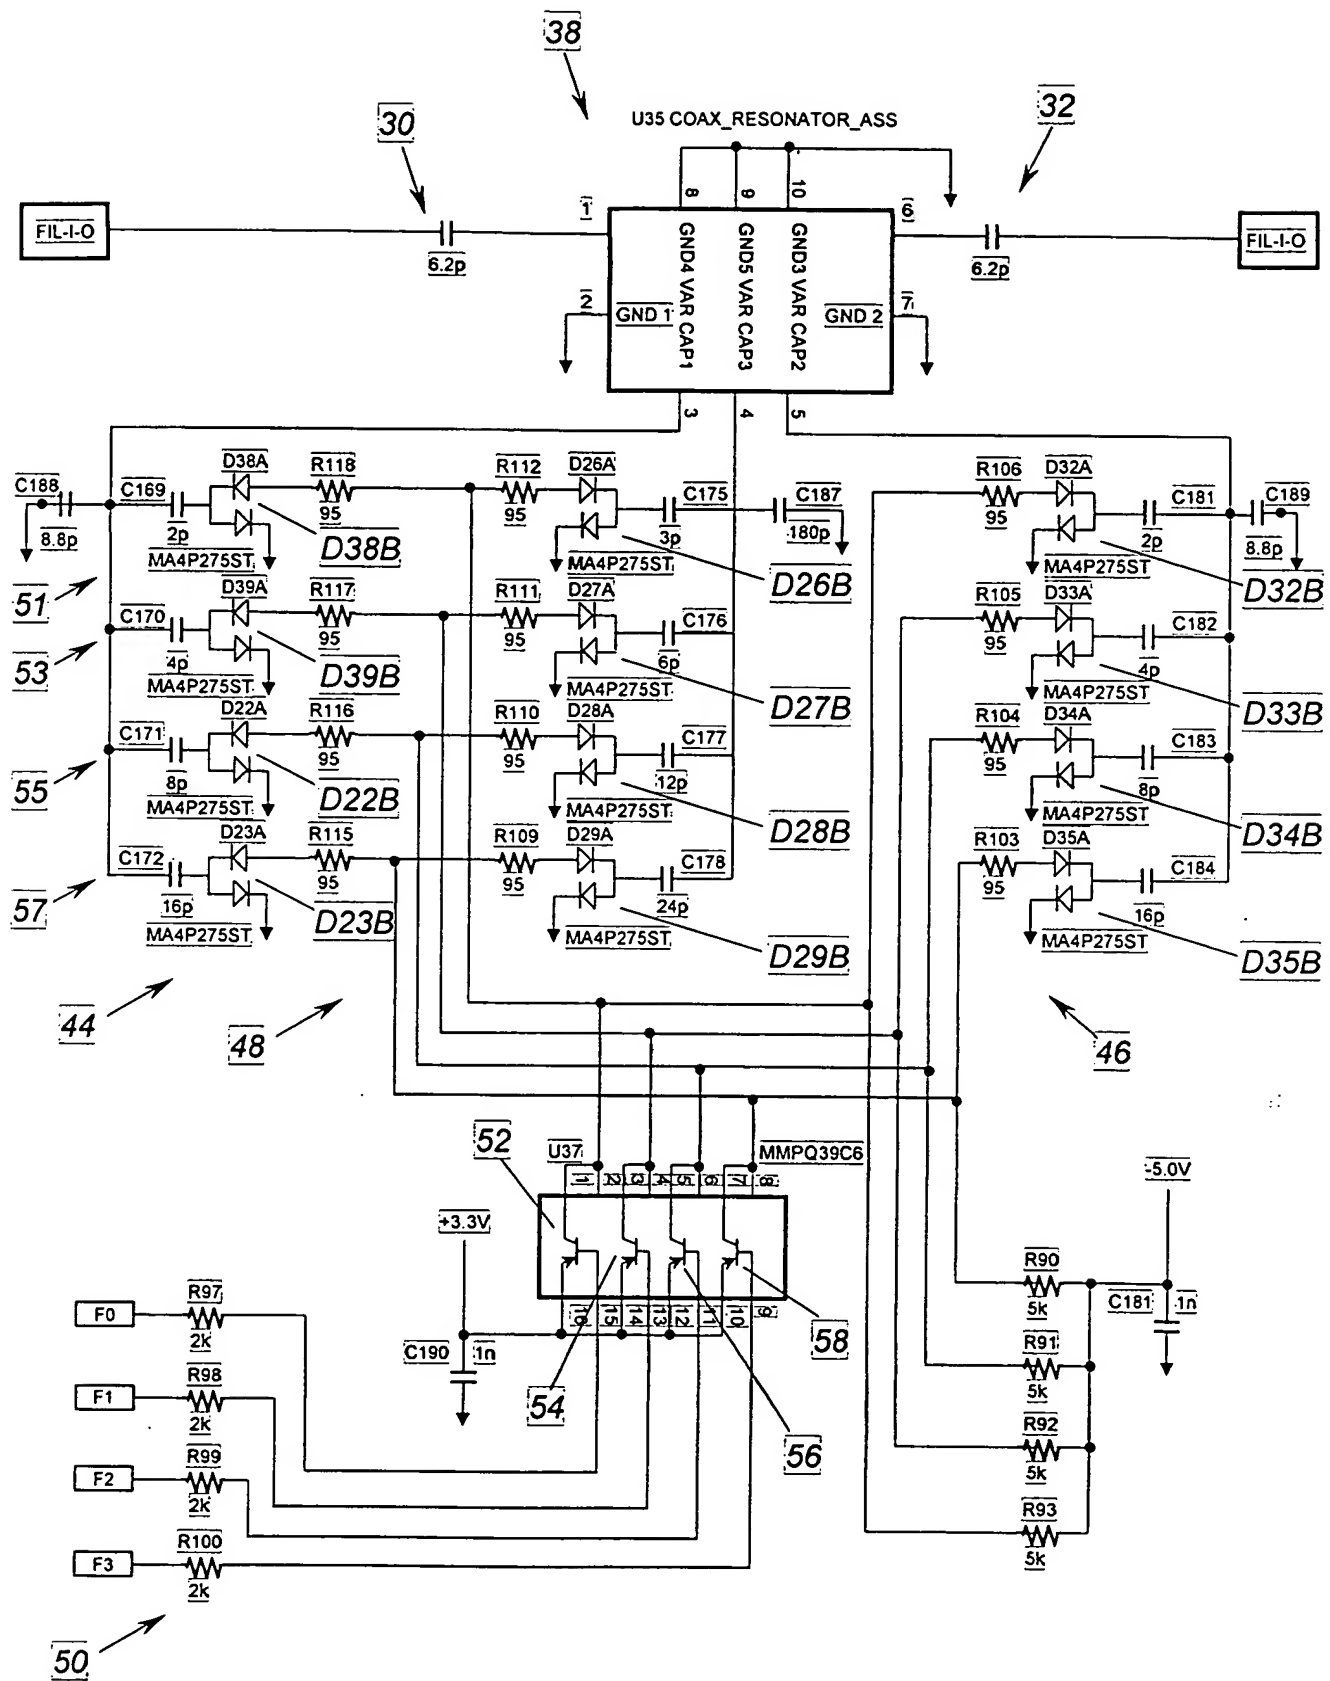 38
U35 COAX_RESONATOR_ASS
30
32
8 9 10
1 6
FIL-I-O
6.2p
GND4 VAR CAP1
GND5 VAR CAP3
GND3 VAR CAP2
6.2p
FIL-I-O
2 GND 1
GND 2 7
3 4 5
C188 C169 D38A R118 R112 D26A C175 C187 R106 D32A C181 C189
8.8p 2p 95 95 3p 180p 95 2p 8.8p
D38B
MA4P275ST MA4P275ST MA4P275ST
51
D26B
D32B
C170 D39A R117 R111 D27A C176 R105 D33A C182
4p 95 95 6p 95 4p
53
D39B
MA4P275ST MA4P275ST MA4P275ST
D27B
D33B
C171 D22A R116 R110 D28A C177 R104 D34A C183
8p 95 95 12p 95 8p
55
D22B
MA4P275ST MA4P275ST MA4P275ST
D28B
D34B
C172 D23A R115 R109 D29A C178 R103 D35A C184
16p 95 95 24p 95 16p
57
D23B
MA4P275ST MA4P275ST MA4P275ST
D29B
D35B
44
48
46
52
U37
MMPQ39C6
1 2 3 4 5 6 7 8
+3.3V
-5.0V
16 15 14 13 12 11 10 9
C190 1n
54
58
56
R90
5k
C181 1n
R91
5k
R92
5k
R93
5k
F0 R97
2k
F1 R98
2k
F2 R99
2k
F3 R100
2k
50